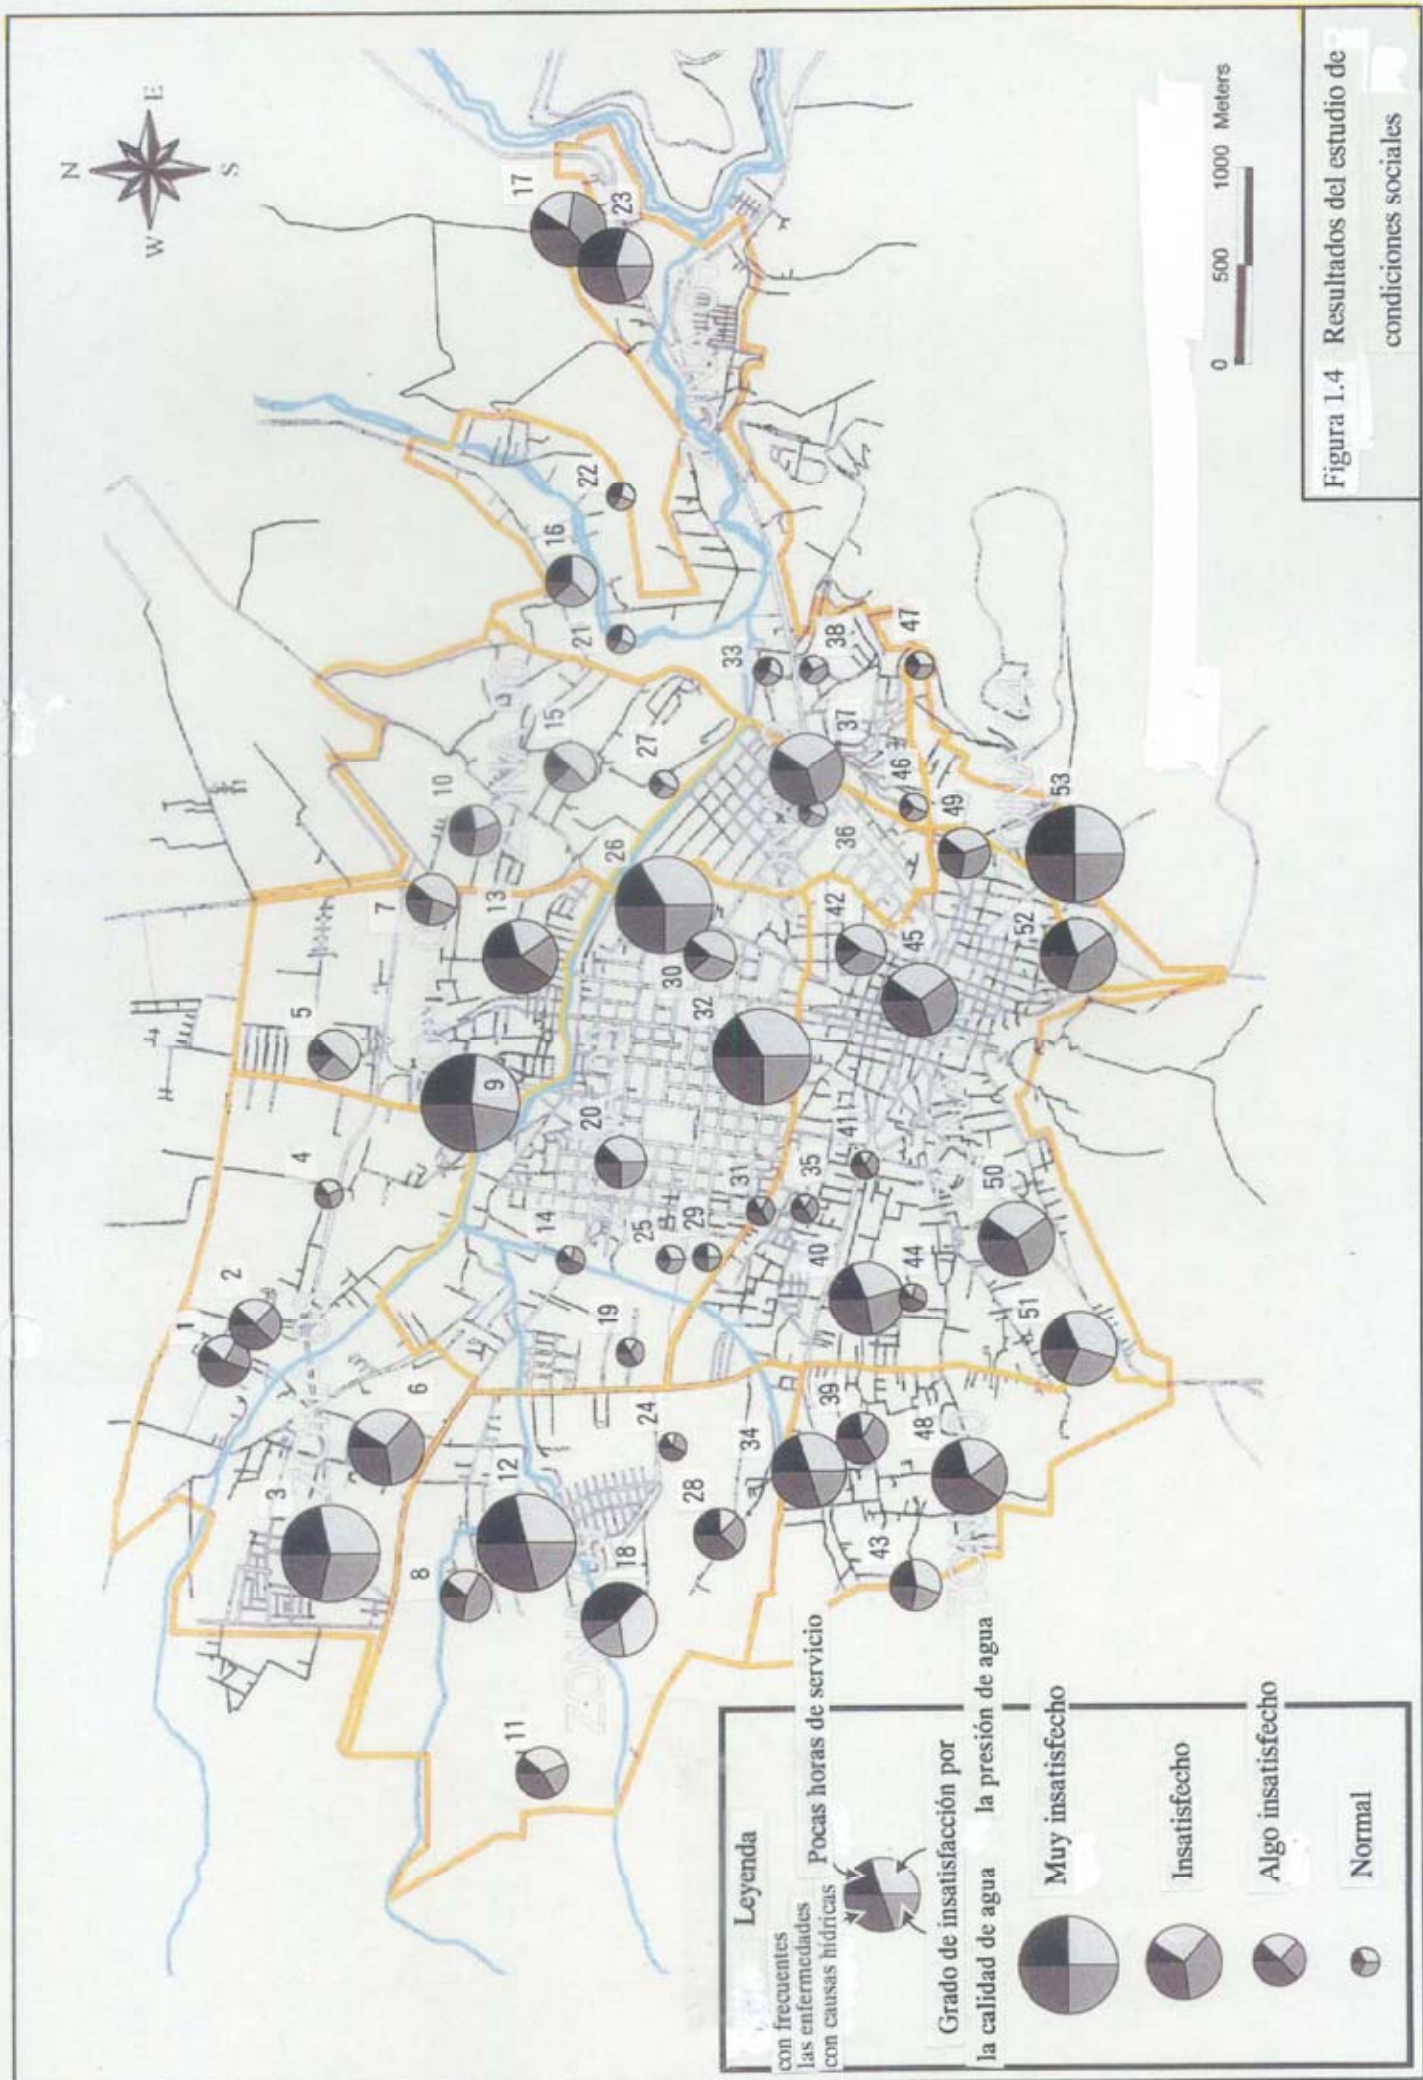 N
W
E
S
17
23
22
16
21
33
38
47
15
27
37
10
46
36
49
53
26
7
13
42
30
45
52
5
32
9
20
4
41
31
35
50
14
25
29
40
2
44
1
19
51
6
39
24
48
34
3
12
28
8
18
43
11
0 500 1000 Meters
Figura 1.4 Resultados del estudio de
condiciones sociales
Leyenda
con frecuentes
las enfermedades
con causas hídricas
Pocas horas de servicio
Grado de insatisfacción por
la calidad de agua la presión de agua
Muy insatisfecho
Insatisfecho
Algo insatisfecho
Normal